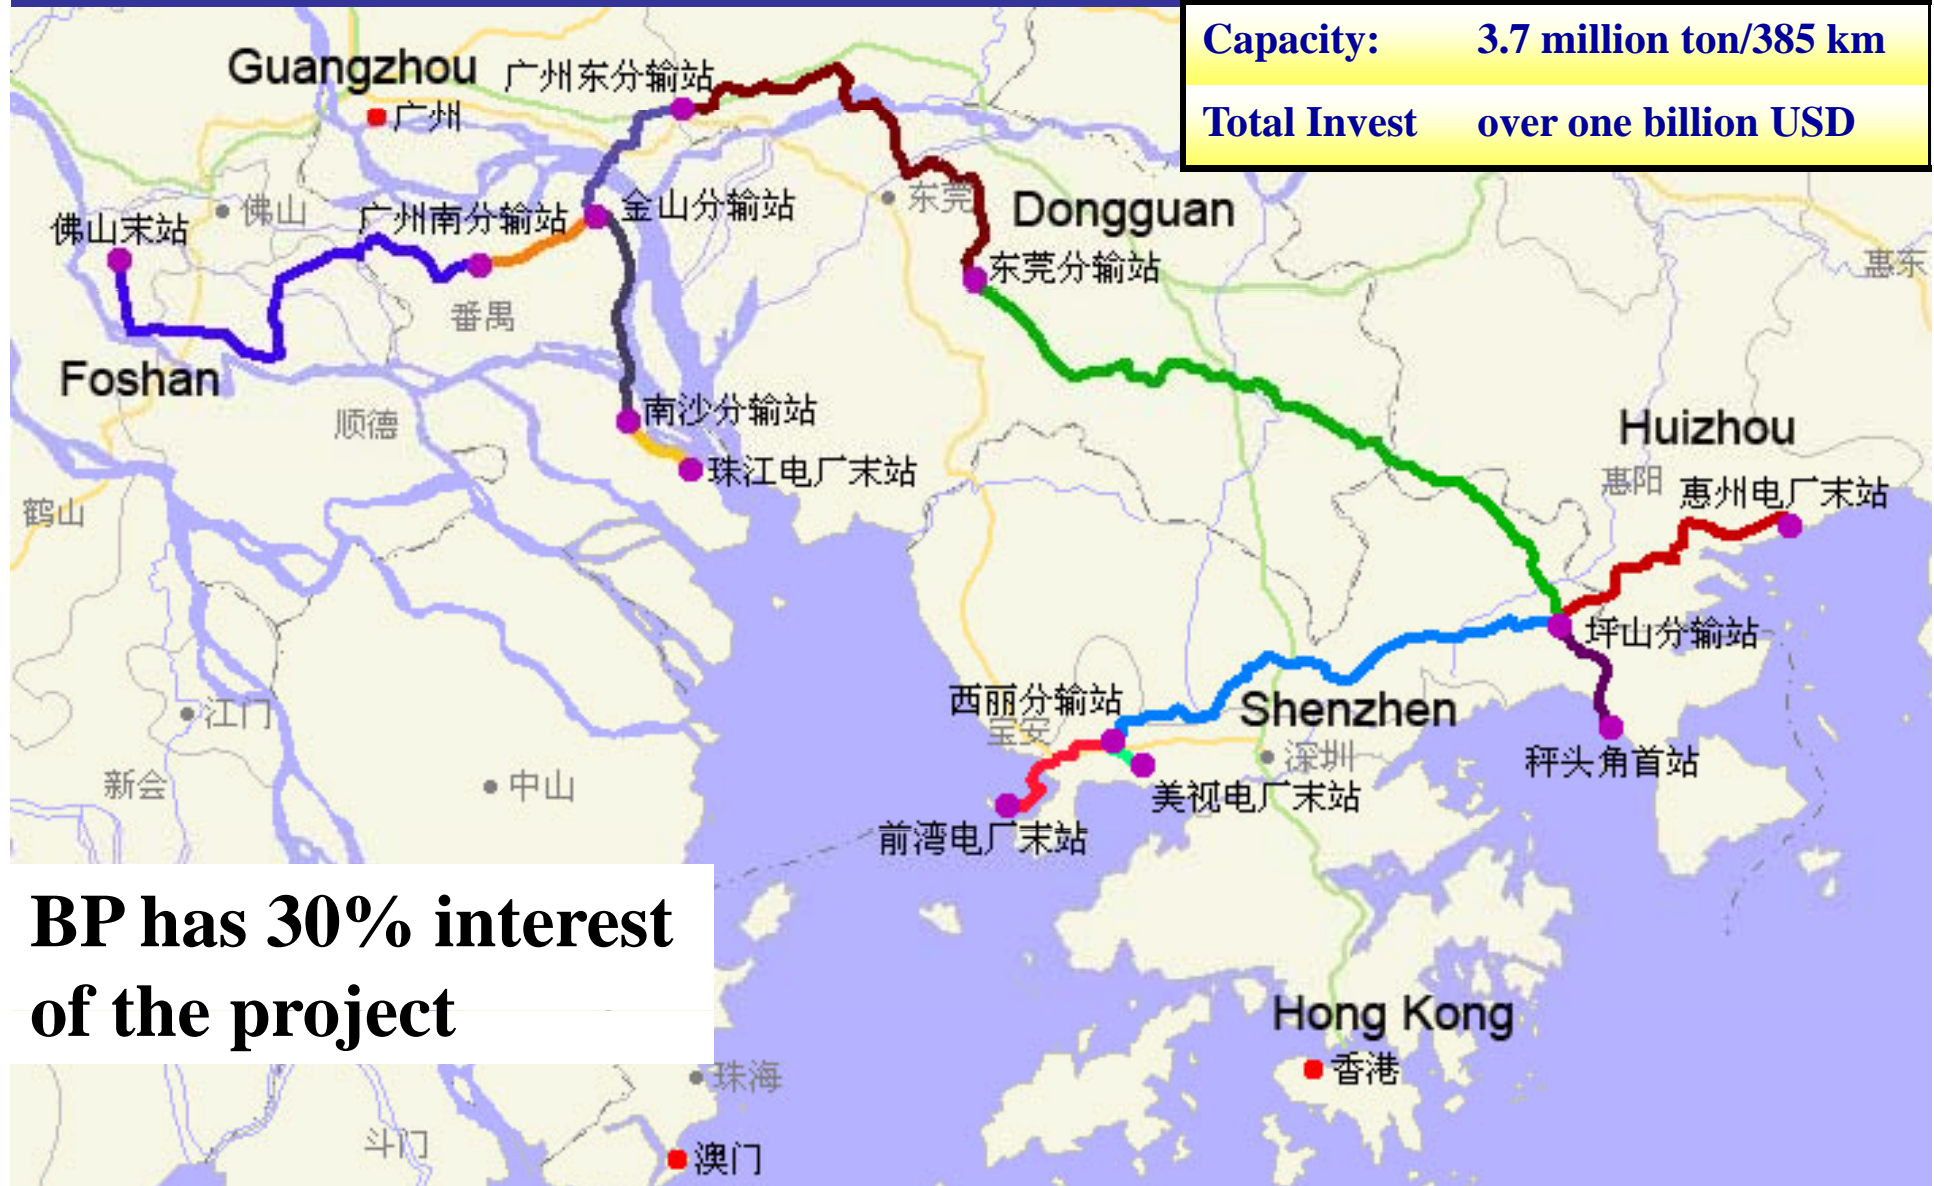 Capacity: 3.7 million ton/385 km
Total Invest over one billion USD
Guangzhou
广州东分输站
广州
佛山末站
佛山
广州南分输站
金山分输站
东莞
Dongguan
东莞分输站
惠东
番禺
Foshan
顺德
南沙分输站
珠江电厂末站
Huizhou
惠阳
惠州电厂末站
鹤山
坪山分输站
西丽分输站
宝安
Shenzhen
深圳
秤头角首站
江门
新会
中山
美视电厂末站
前湾电厂末站
BP has 30% interest
of the project
Hong Kong
香港
珠海
斗门
澳门